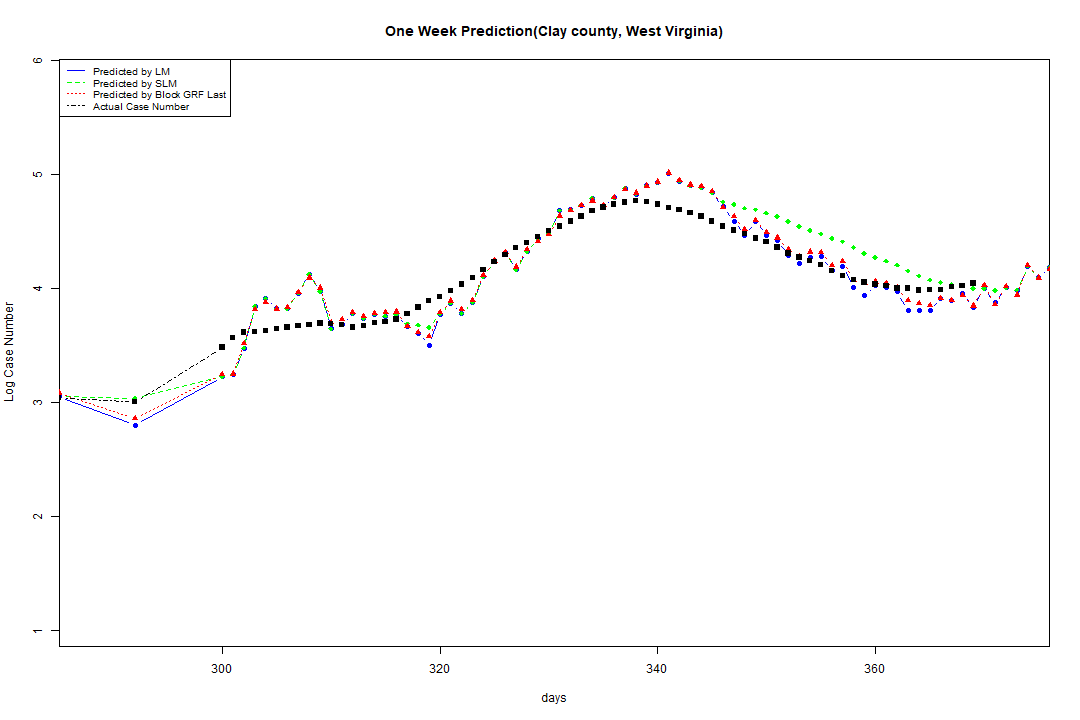 One Week Prediction(Clay county, West Virginia)
Predicted by LM
Predicted by SLM
Predicted by Block GRF Last
Actual Case Number
6
5
4
3
2
1
Log Case Number
300 320 340 360
days